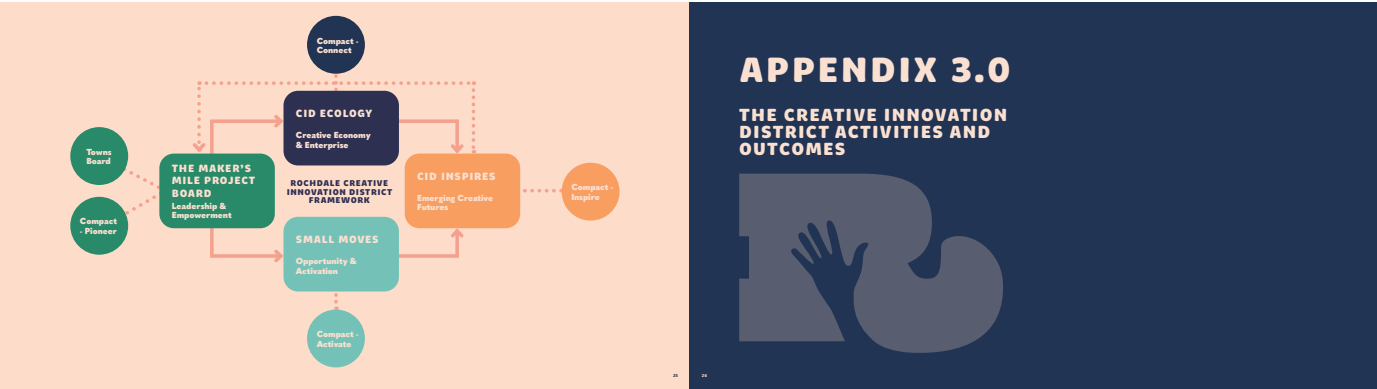 Compact -
Connect
CID ECOLOGY
Creative Economy
& Enterprise
Towns
Board
Compact
- Pioneer
THE MAKER'S
MILE PROJECT
BOARD
Leadership &
Empowerment
ROCHDALE CREATIVE
INNOVATION DISTRICT
FRAMEWORK
CID INSPIRES
Emerging Creative
Futures
Compact -
Inspire
SMALL MOVES
Opportunity &
Activation
Compact -
Activate
APPENDIX 3.0
THE CREATIVE INNOVATION
DISTRICT ACTIVITIES AND
OUTCOMES